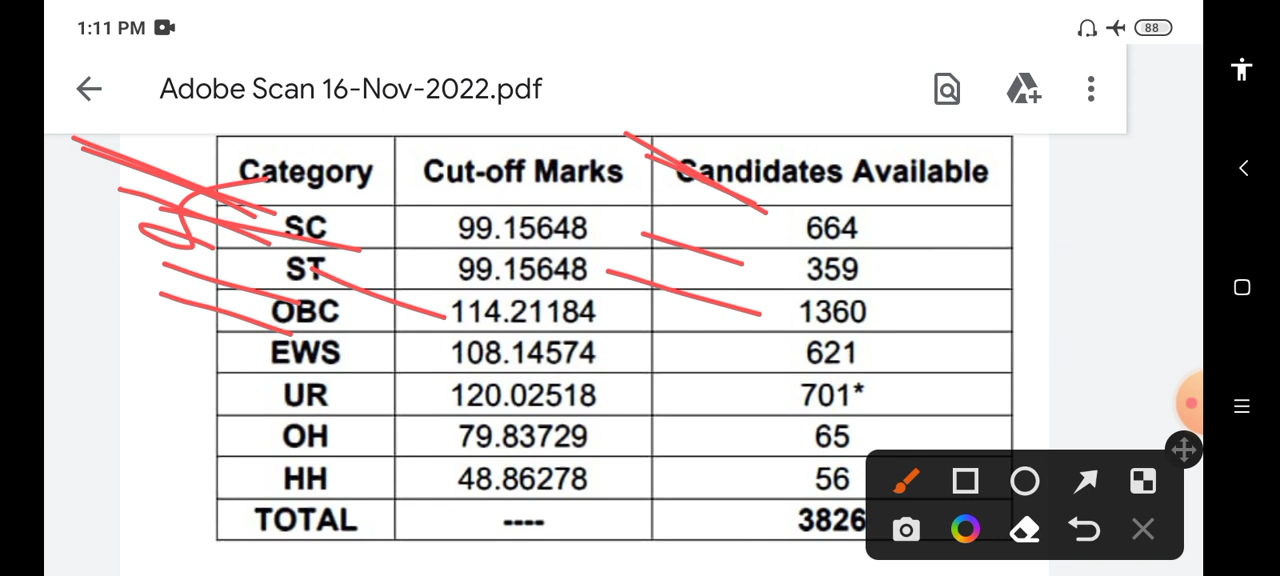 1:11 PM 88
Adobe Scan 16-Nov-2022.pdf
Category Cut-off Marks Candidates Available
SC 99.15648 664
ST 99.15648 359
OBC 114.21184 1360
EWS 108.14574 621
UR 120.02518 701*
OH 79.83729 65
HH 48.86278 56
TOTAL ---- 3826